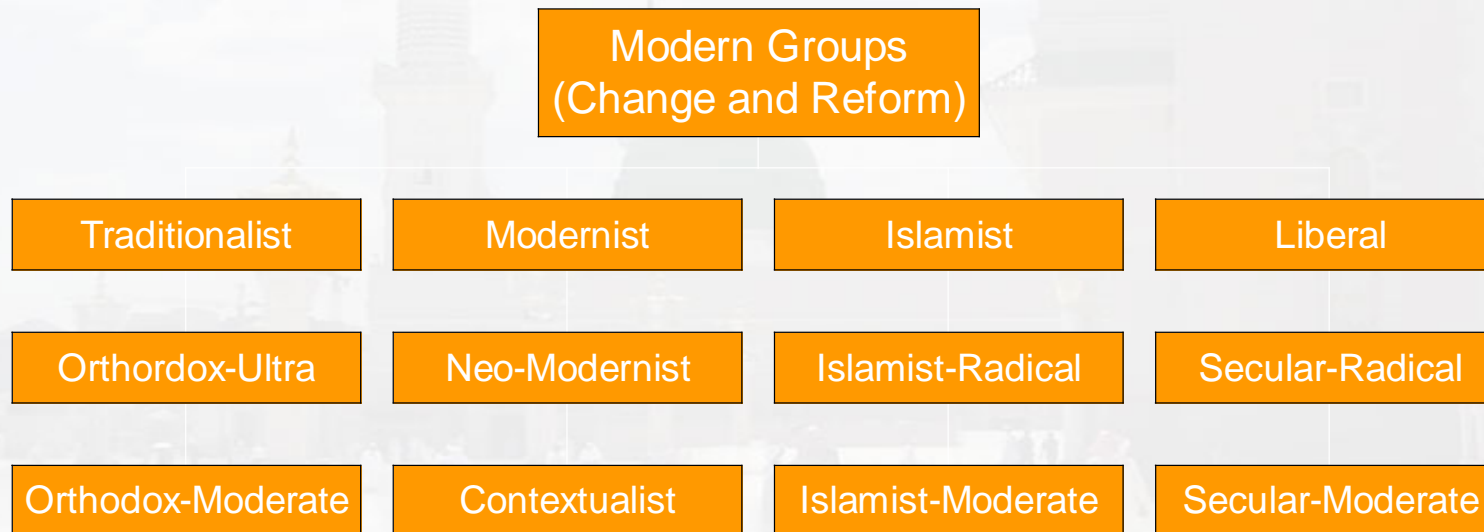 Modern Groups
(Change and Reform)
Traditionalist
Modernist
Islamist
Liberal
Orthordox-Ultra
Neo-Modernist
Islamist-Radical
Secular-Radical
Orthodox-Moderate
Contextualist
Islamist-Moderate
Secular-Moderate